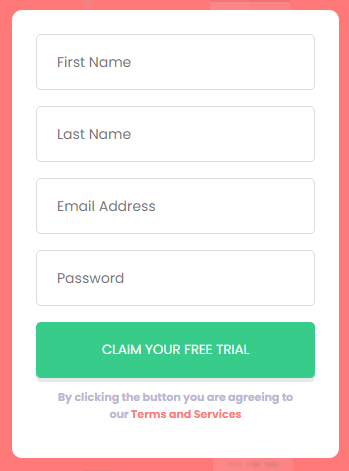 First Name
Last Name
Email Address
Password
CLAIM YOUR FREE TRIAL
By clicking the button you are agreeing to
our Terms and Services